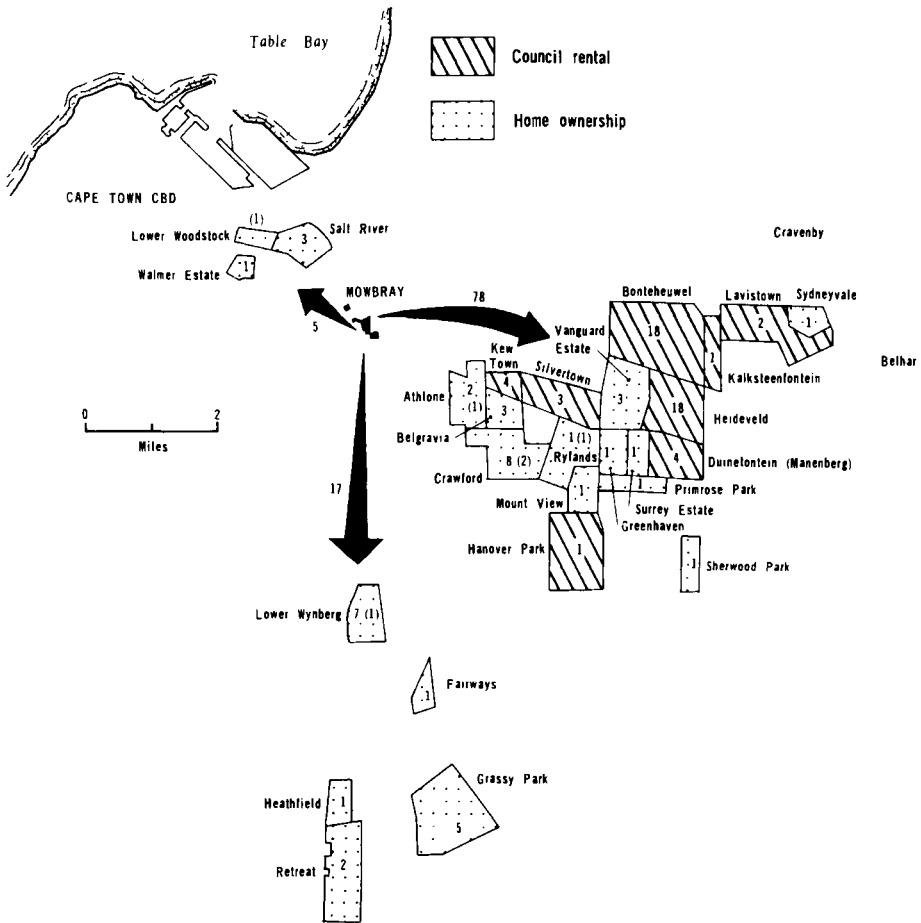 Table Bay
Council rental
Home ownership
CAPE TOWN CBD
(1)
Lower Woodstock
3
Salt River
Walmer Estate
1
Cravenby
MOWBRAY
5
78
Bonteheuwel
Lavistown
Sydneyvale
Vanguard
Estate
18
2
1
1
Belhar
Kew
Town
Silvertown
Kalksteenfontein
Athlone
2
(1)
4
3
3
18
Heideveld
Belgravia
3
1 (1)
Rylands
1
1
4
Duinefontein (Manenberg)
Crawford
8 (2)
1
Primrose Park
Mount View
1
Surrey Estate
Greenhaven
Hanover Park
1
1
Sherwood Park
0
2
Miles
17
Lower Wynberg
7 (1)
1
Fairways
Grassy Park
Heathfield
1
5
Retreat
2